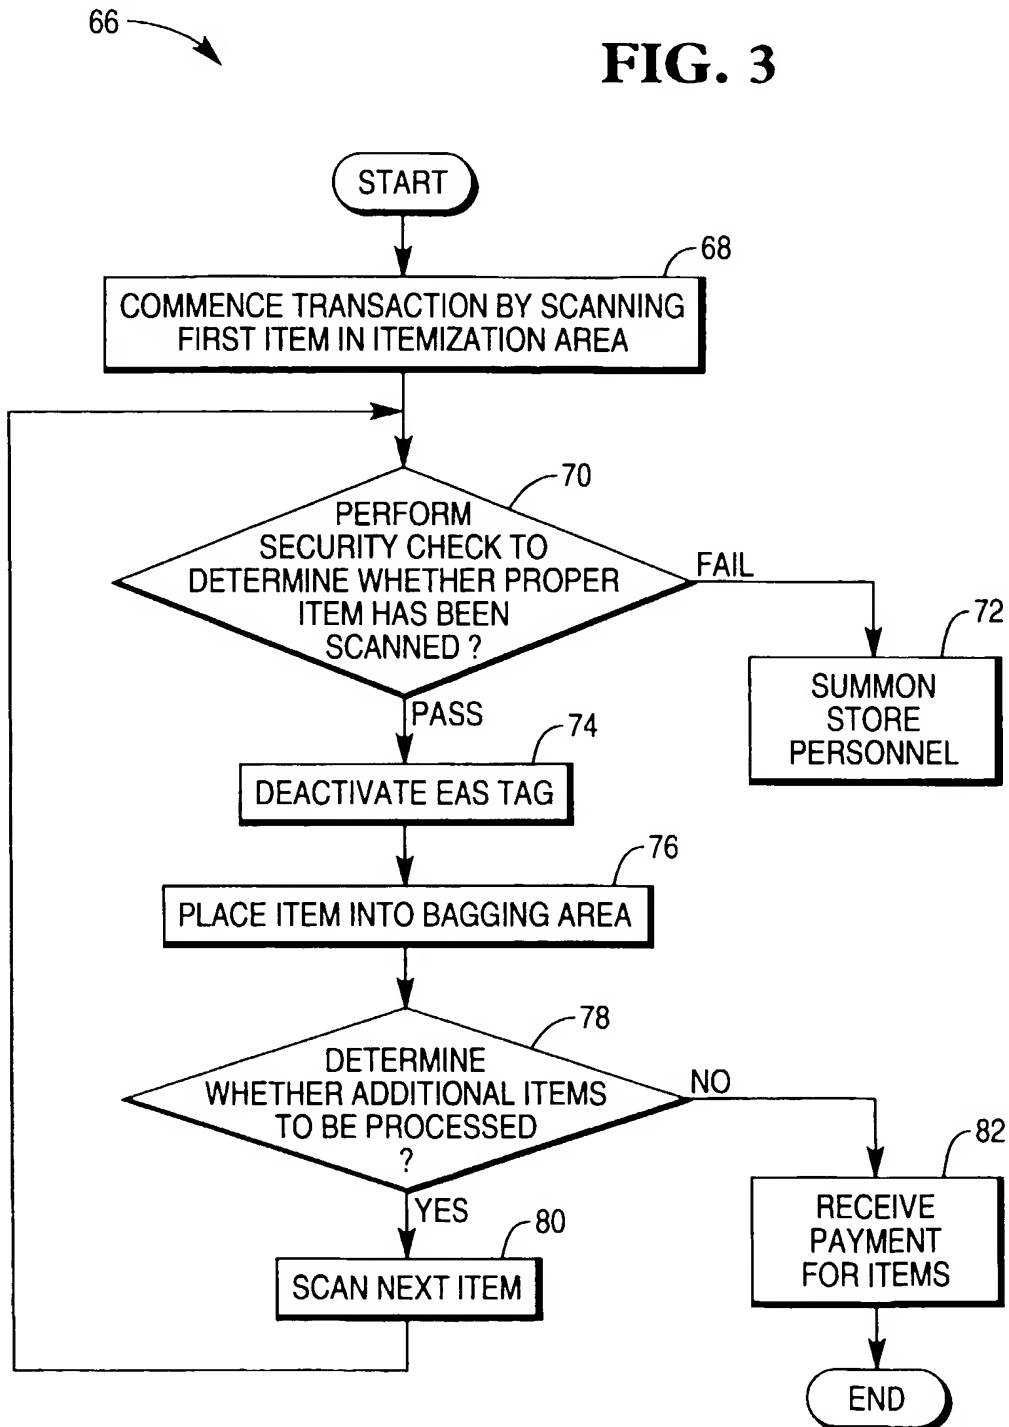 66
FIG. 3
START
68
COMMENCE TRANSACTION BY SCANNING
FIRST ITEM IN ITEMIZATION AREA
70
PERFORM
SECURITY CHECK TO
DETERMINE WHETHER PROPER
ITEM HAS BEEN
SCANNED ?
FAIL
72
SUMMON
STORE
PERSONNEL
PASS
74
DEACTIVATE EAS TAG
76
PLACE ITEM INTO BAGGING AREA
78
DETERMINE
WHETHER ADDITIONAL ITEMS
TO BE PROCESSED
?
NO
82
RECEIVE
PAYMENT
FOR ITEMS
YES
80
SCAN NEXT ITEM
END